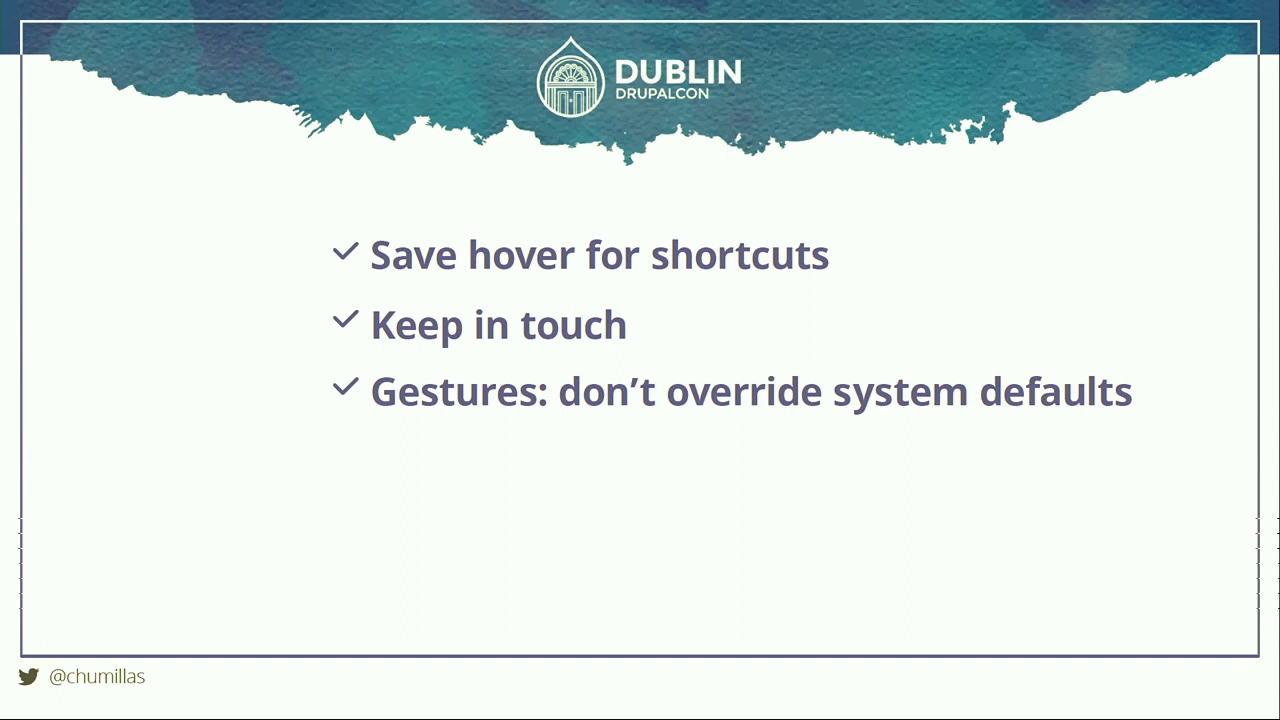 DUBLIN
DRUPALCON
Save hover for shortcuts
Keep in touch
Gestures: don’t override system defaults
@chumillas